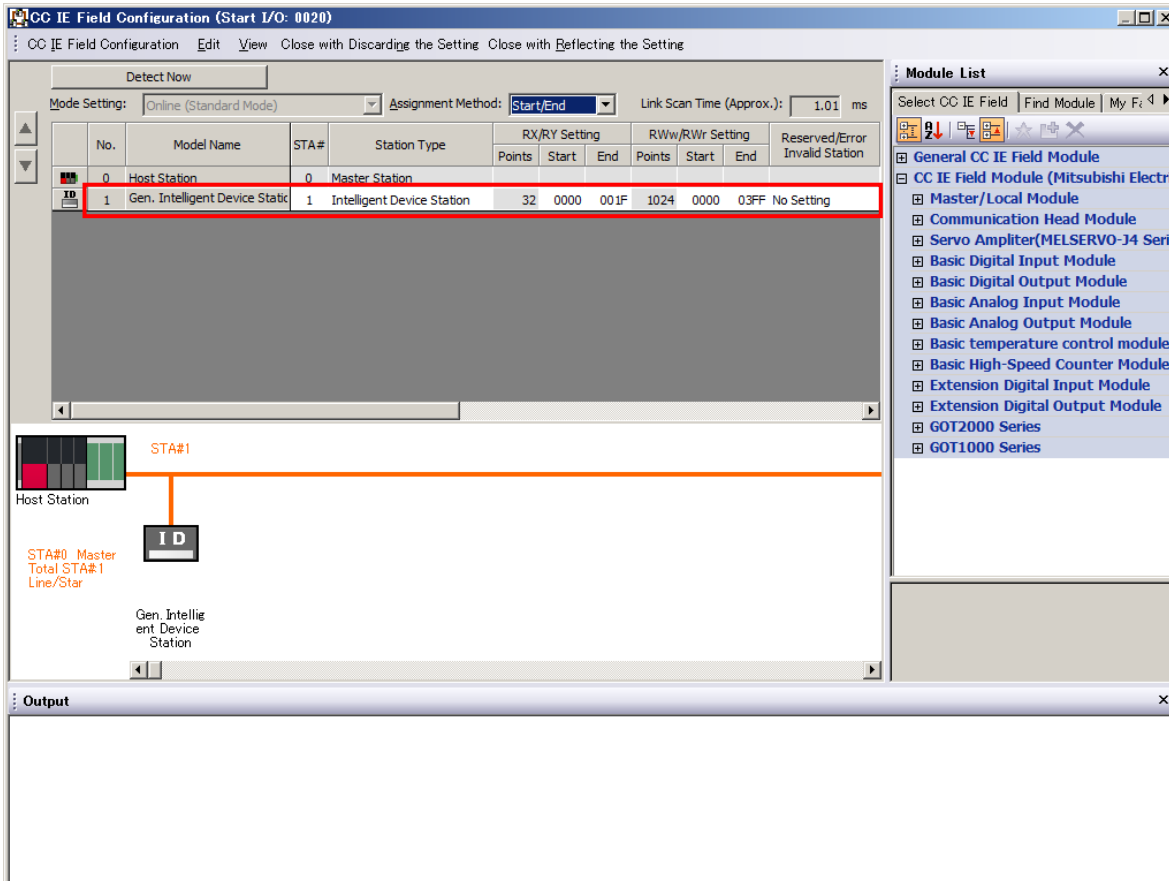 CC IE Field Configuration (Start I/O: 0020)
CC IE Field Configuration Edit View Close with Discarding the Setting Close with Reflecting the Setting
Detect Now
Mode Setting: Online (Standard Mode) Assignment Method: Start/End Link Scan Time (Approx.): 1.01 ms
No. Model Name STA# Station Type RX/RY Setting RWw/RWr Setting Reserved/Error Invalid Station
Points Start End Points Start End
0 Host Station 0 Master Station
ID 1 Gen. Intelligent Device Static 1 Intelligent Device Station 32 0000 001F 1024 0000 03FF No Setting
STA#1
Host Station
ID
STA#0 Master
Total STA#1
Line/Star
Gen. Intellig
ent Device
Station
Module List
Select CC IE Field Find Module My Fa
General CC IE Field Module
CC IE Field Module (Mitsubishi Electri
Master/Local Module
Communication Head Module
Servo Ampliter(MELSERVO-J4 Seri
Basic Digital Input Module
Basic Digital Output Module
Basic Analog Input Module
Basic Analog Output Module
Basic temperature control module
Basic High-Speed Counter Module
Extension Digital Input Module
Extension Digital Output Module
GOT2000 Series
GOT1000 Series
Output